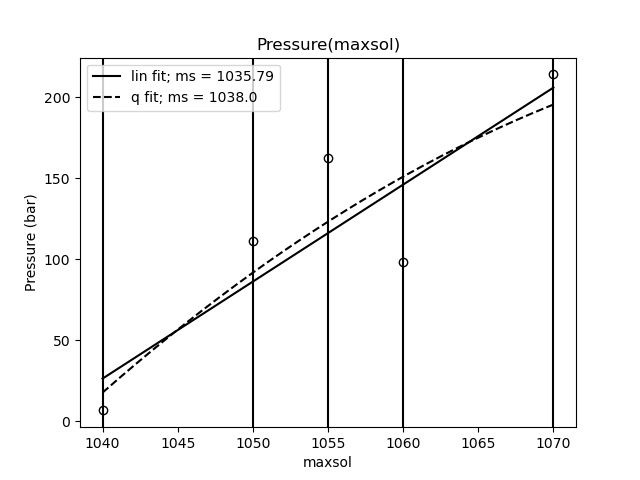 Pressure(maxsol)
lin fit; ms = 1035.79
q fit; ms = 1038.0
200
150
100
50
0
Pressure (bar)
1040 1045 1050 1055 1060 1065 1070
maxsol